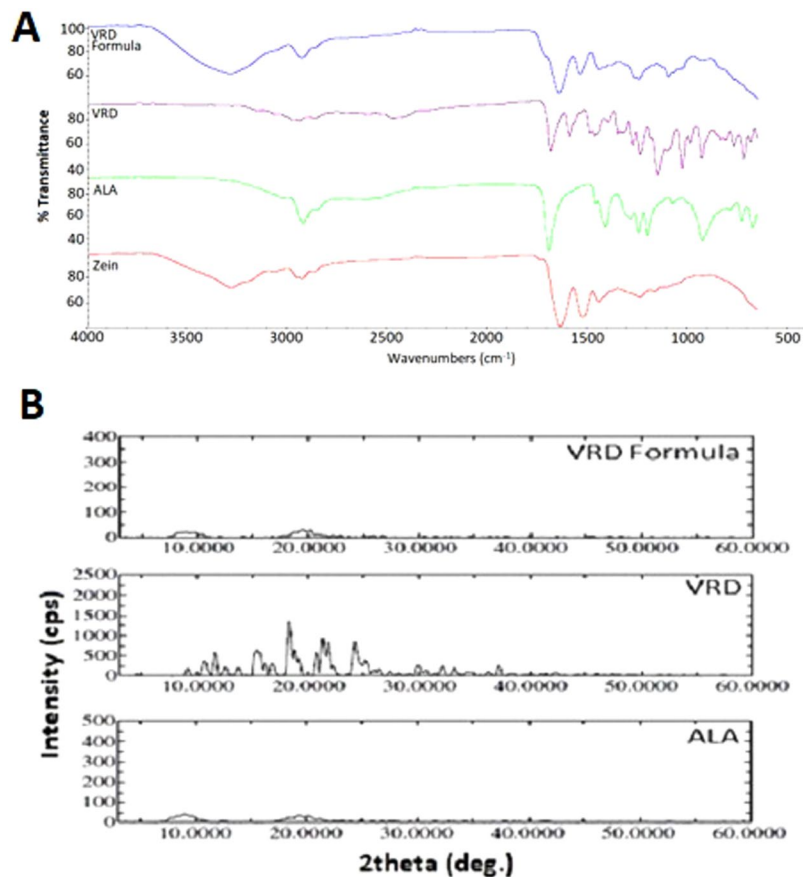 A
100
VRD
Formula
80
60
VRD
80
60
40
ALA
80
60
40
Zein
80
60
% Transmittance
4000 3500 3000 2500 2000 1500 1000 500
Wavenumbers (cm⁻¹)
B
400
300
200
100
0
VRD Formula
10.0000 20.0000 30.0000 40.0000 50.0000 60.0000
2500
2000
1500
1000
500
0
VRD
10.0000 20.0000 30.0000 40.0000 50.0000 60.0000
500
400
300
200
100
0
ALA
10.0000 20.0000 30.0000 40.0000 50.0000 60.0000
Intensity (cps)
2theta (deg.)